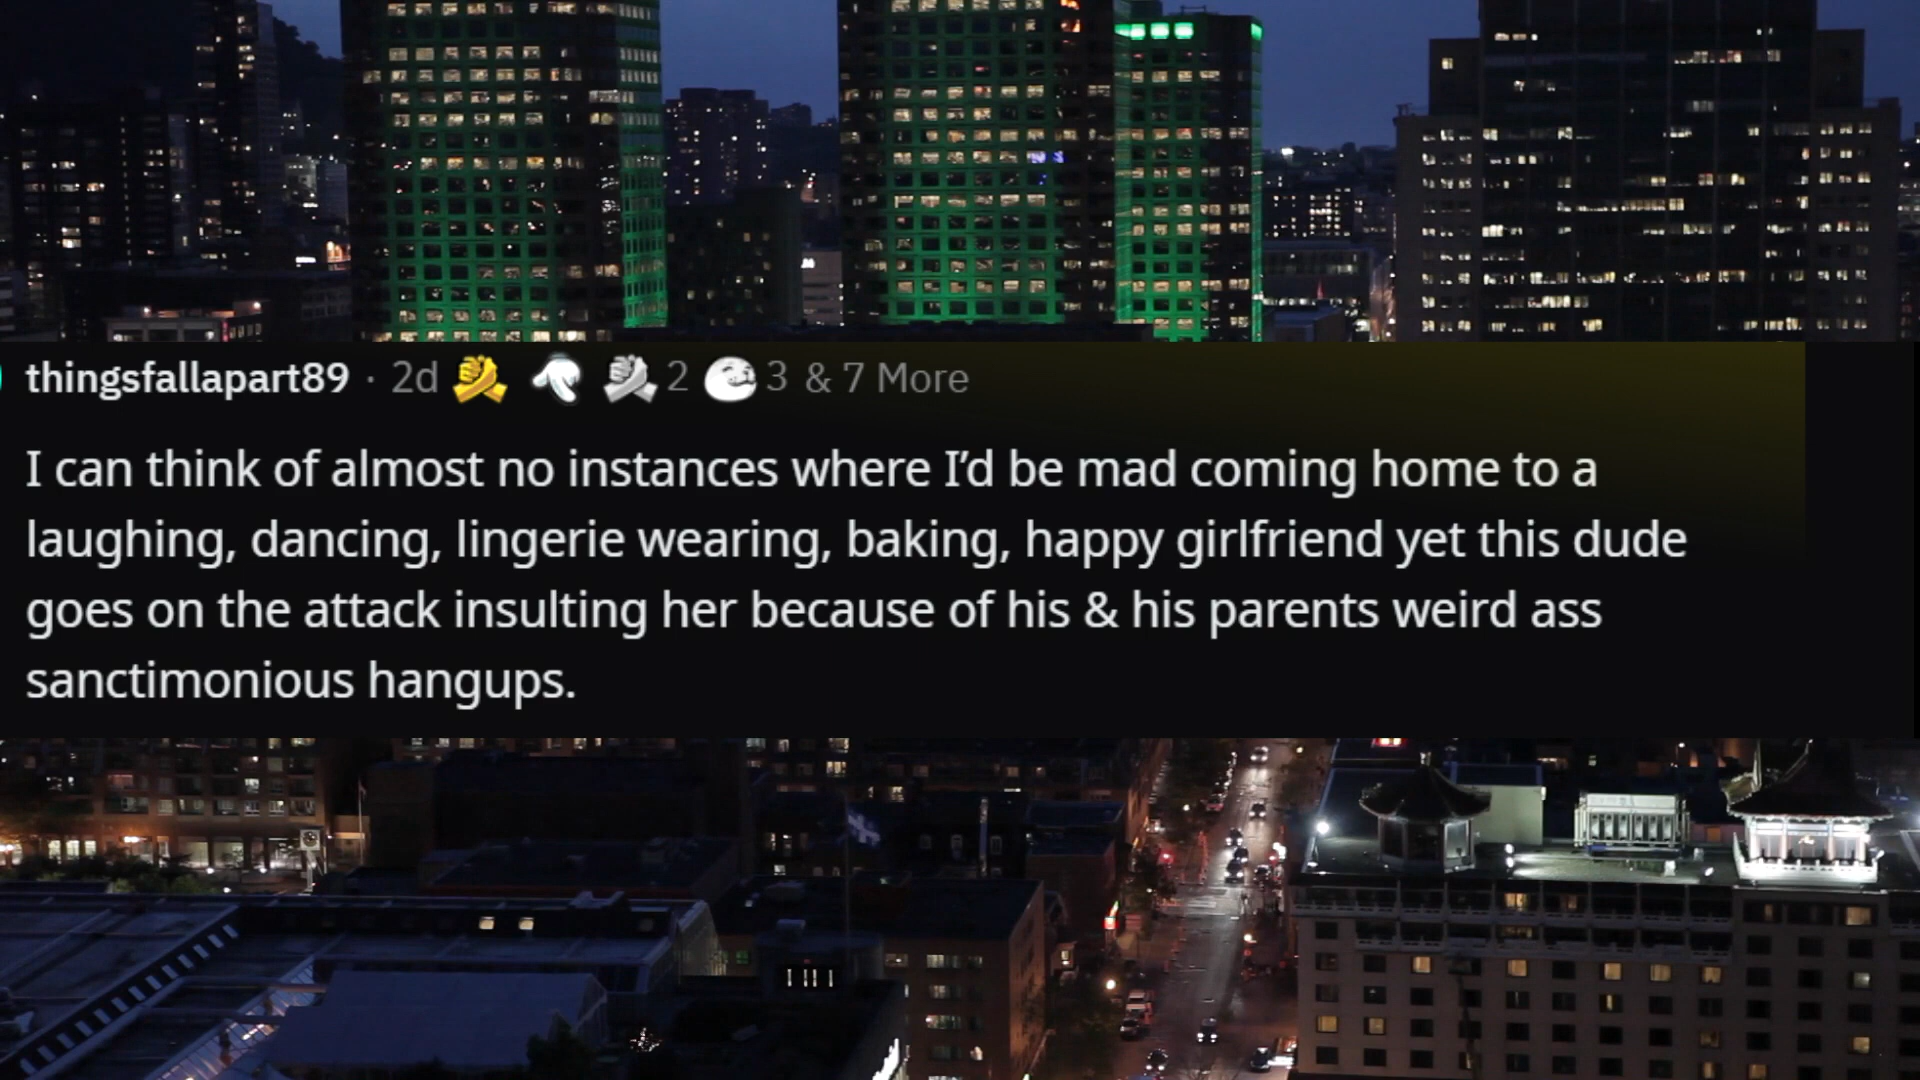 thingsfallapart89 · 2d 2 3 & 7 More
I can think of almost no instances where I’d be mad coming home to a
laughing, dancing, lingerie wearing, baking, happy girlfriend yet this dude
goes on the attack insulting her because of his & his parents weird ass
sanctimonious hangups.